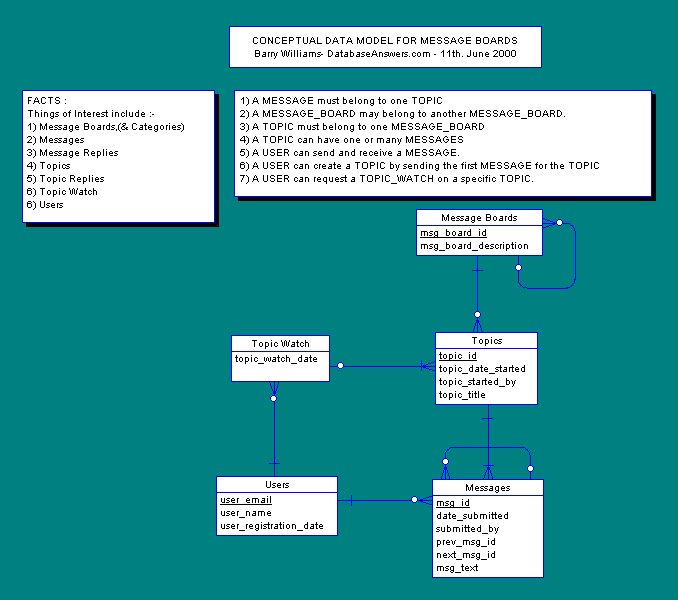 CONCEPTUAL DATA MODEL FOR MESSAGE BOARDS
Barry Williams- DatabaseAnswers.com - 11th. June 2000
FACTS :
Things of Interest include :-
1) Message Boards,(& Categories)
2) Messages
3) Message Replies
4) Topics
5) Topic Replies
6) Topic Watch
6) Users
1) A MESSAGE must belong to one TOPIC
2) A MESSAGE_BOARD may belong to another MESSAGE_BOARD.
3) A TOPIC must belong to one MESSAGE_BOARD
4) A TOPIC can have one or many MESSAGES
5) A USER can send and receive a MESSAGE.
6) A USER can create a TOPIC by sending the first MESSAGE for the TOPIC
7) A USER can request a TOPIC_WATCH on a specific TOPIC.
Message Boards
msg_board_id
msg_board_description
Topic Watch
topic_watch_date
Topics
topic_id
topic_date_started
topic_started_by
topic_title
Users
user_email
user_name
user_registration_date
Messages
msg_id
date_submitted
submitted_by
prev_msg_id
next_msg_id
msg_text